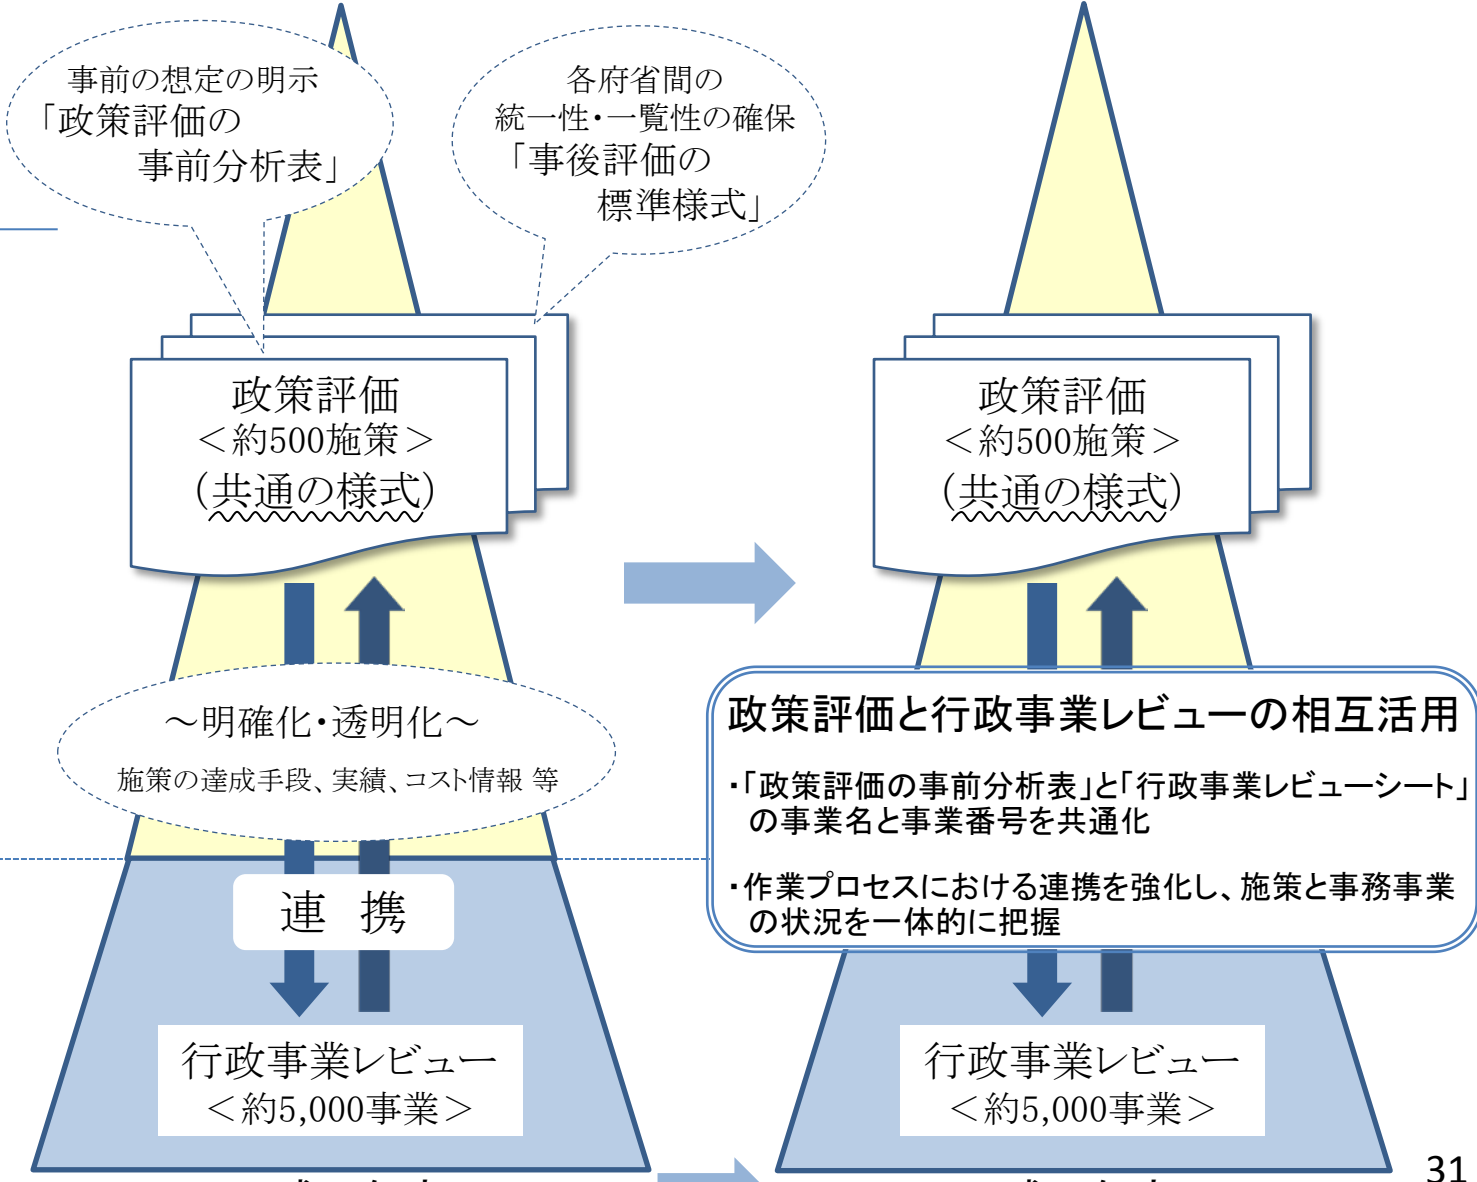 事前の想定の明示
「政策評価の
事前分析表」
各府省間の
統一性・一覧性の確保
「事後評価の
標準様式」
政策評価
＜約500施策＞
（共通の様式）
～明確化・透明化～
施策の達成手段、実績、コスト情報 等
連 携
行政事業レビュー
＜約5,000事業＞
政策評価
＜約500施策＞
（共通の様式）
政策評価と行政事業レビューの相互活用
・「政策評価の事前分析表」と「行政事業レビューシート」
の事業名と事業番号を共通化
・作業プロセスにおける連携を強化し、施策と事務事業
の状況を一体的に把握
行政事業レビュー
＜約5,000事業＞
31